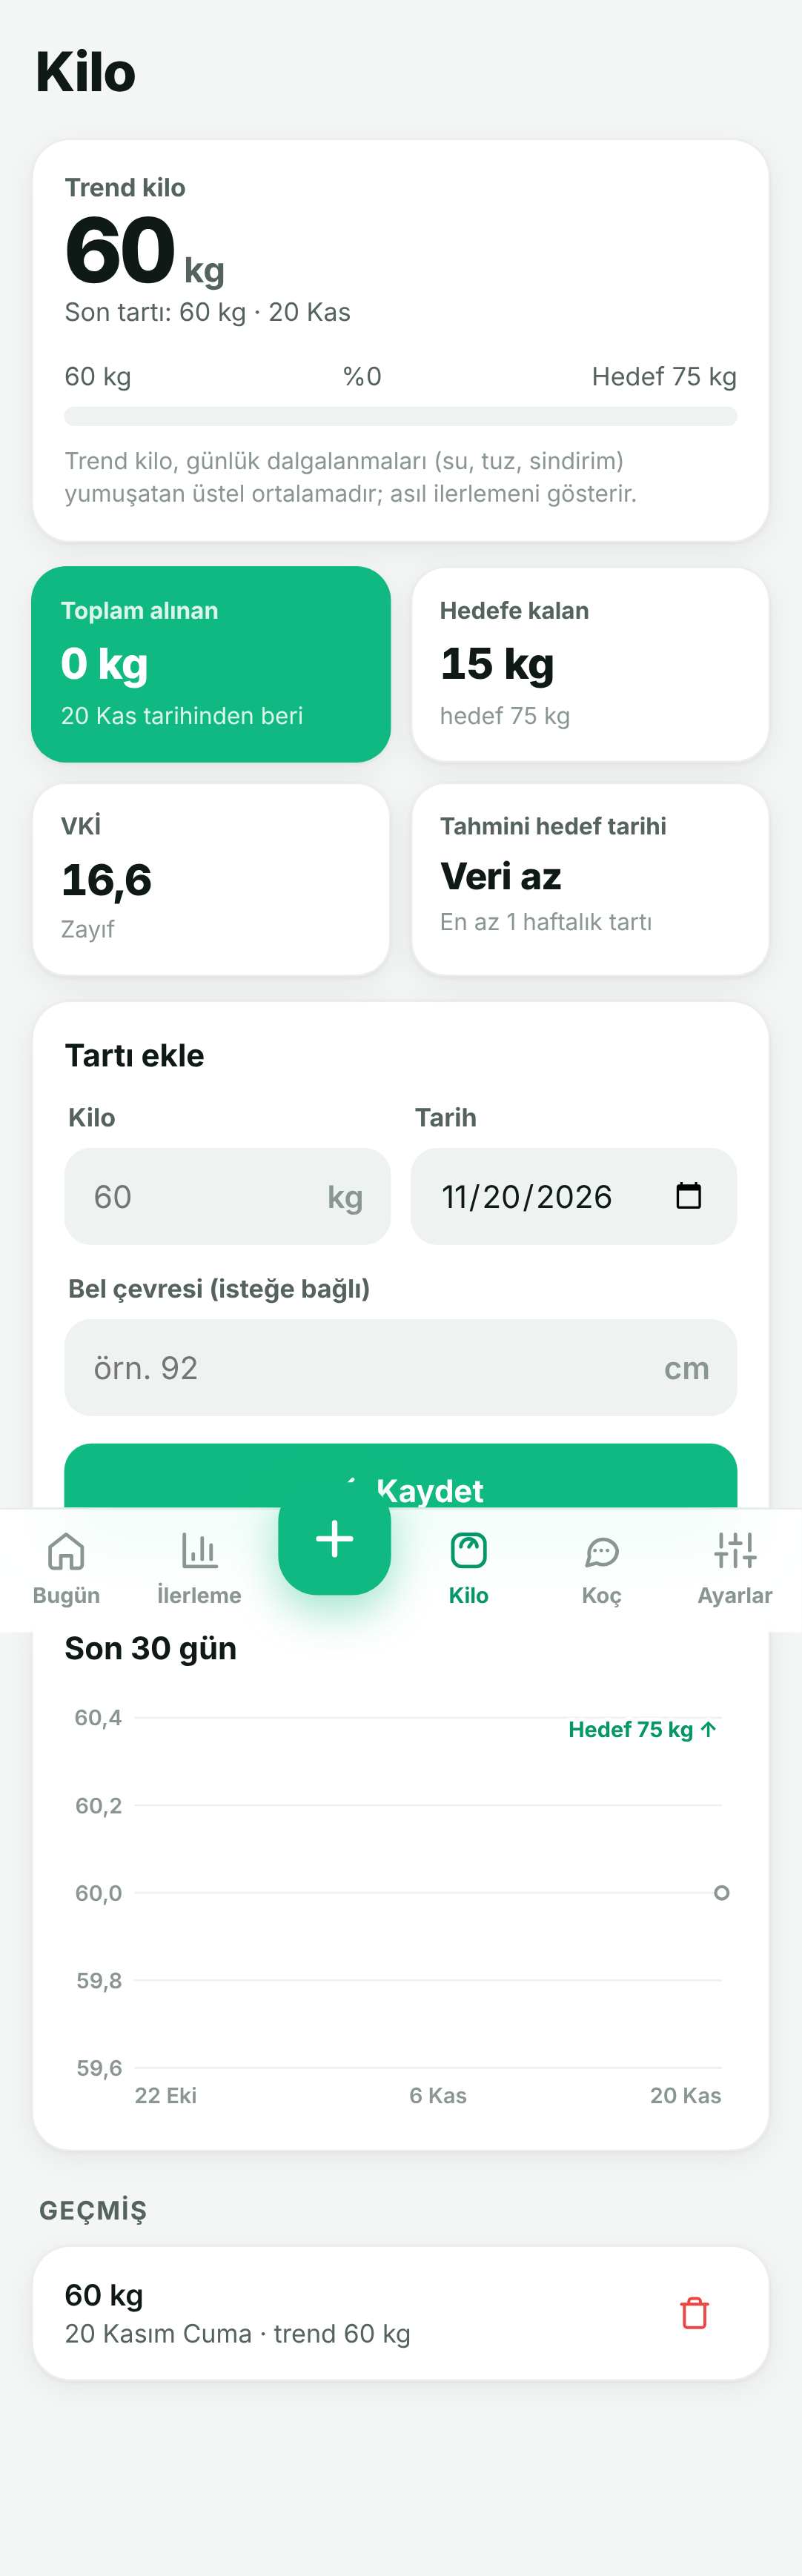 Kilo
Trend kilo
60 kg
Son tartı: 60 kg · 20 Kas
60 kg %0 Hedef 75 kg
Trend kilo, günlük dalgalanmaları (su, tuz, sindirim)
yumuşatan üstel ortalamadır; asıl ilerlemeni gösterir.
Toplam alınan
0 kg
20 Kas tarihinden beri
Hedefe kalan
15 kg
hedef 75 kg
VKİ
16,6
Zayıf
Tahmini hedef tarihi
Veri az
En az 1 haftalık tartı
Tartı ekle
Kilo
60 kg
Tarih
11/20/2026
Bel çevresi (isteğe bağlı)
örn. 92 cm
Kaydet
Bugün İlerleme Kilo Koç Ayarlar
Son 30 gün
60,4
Hedef 75 kg ↑
60,2
60,0
59,8
59,6
22 Eki 6 Kas 20 Kas
GEÇMİŞ
60 kg
20 Kasım Cuma · trend 60 kg